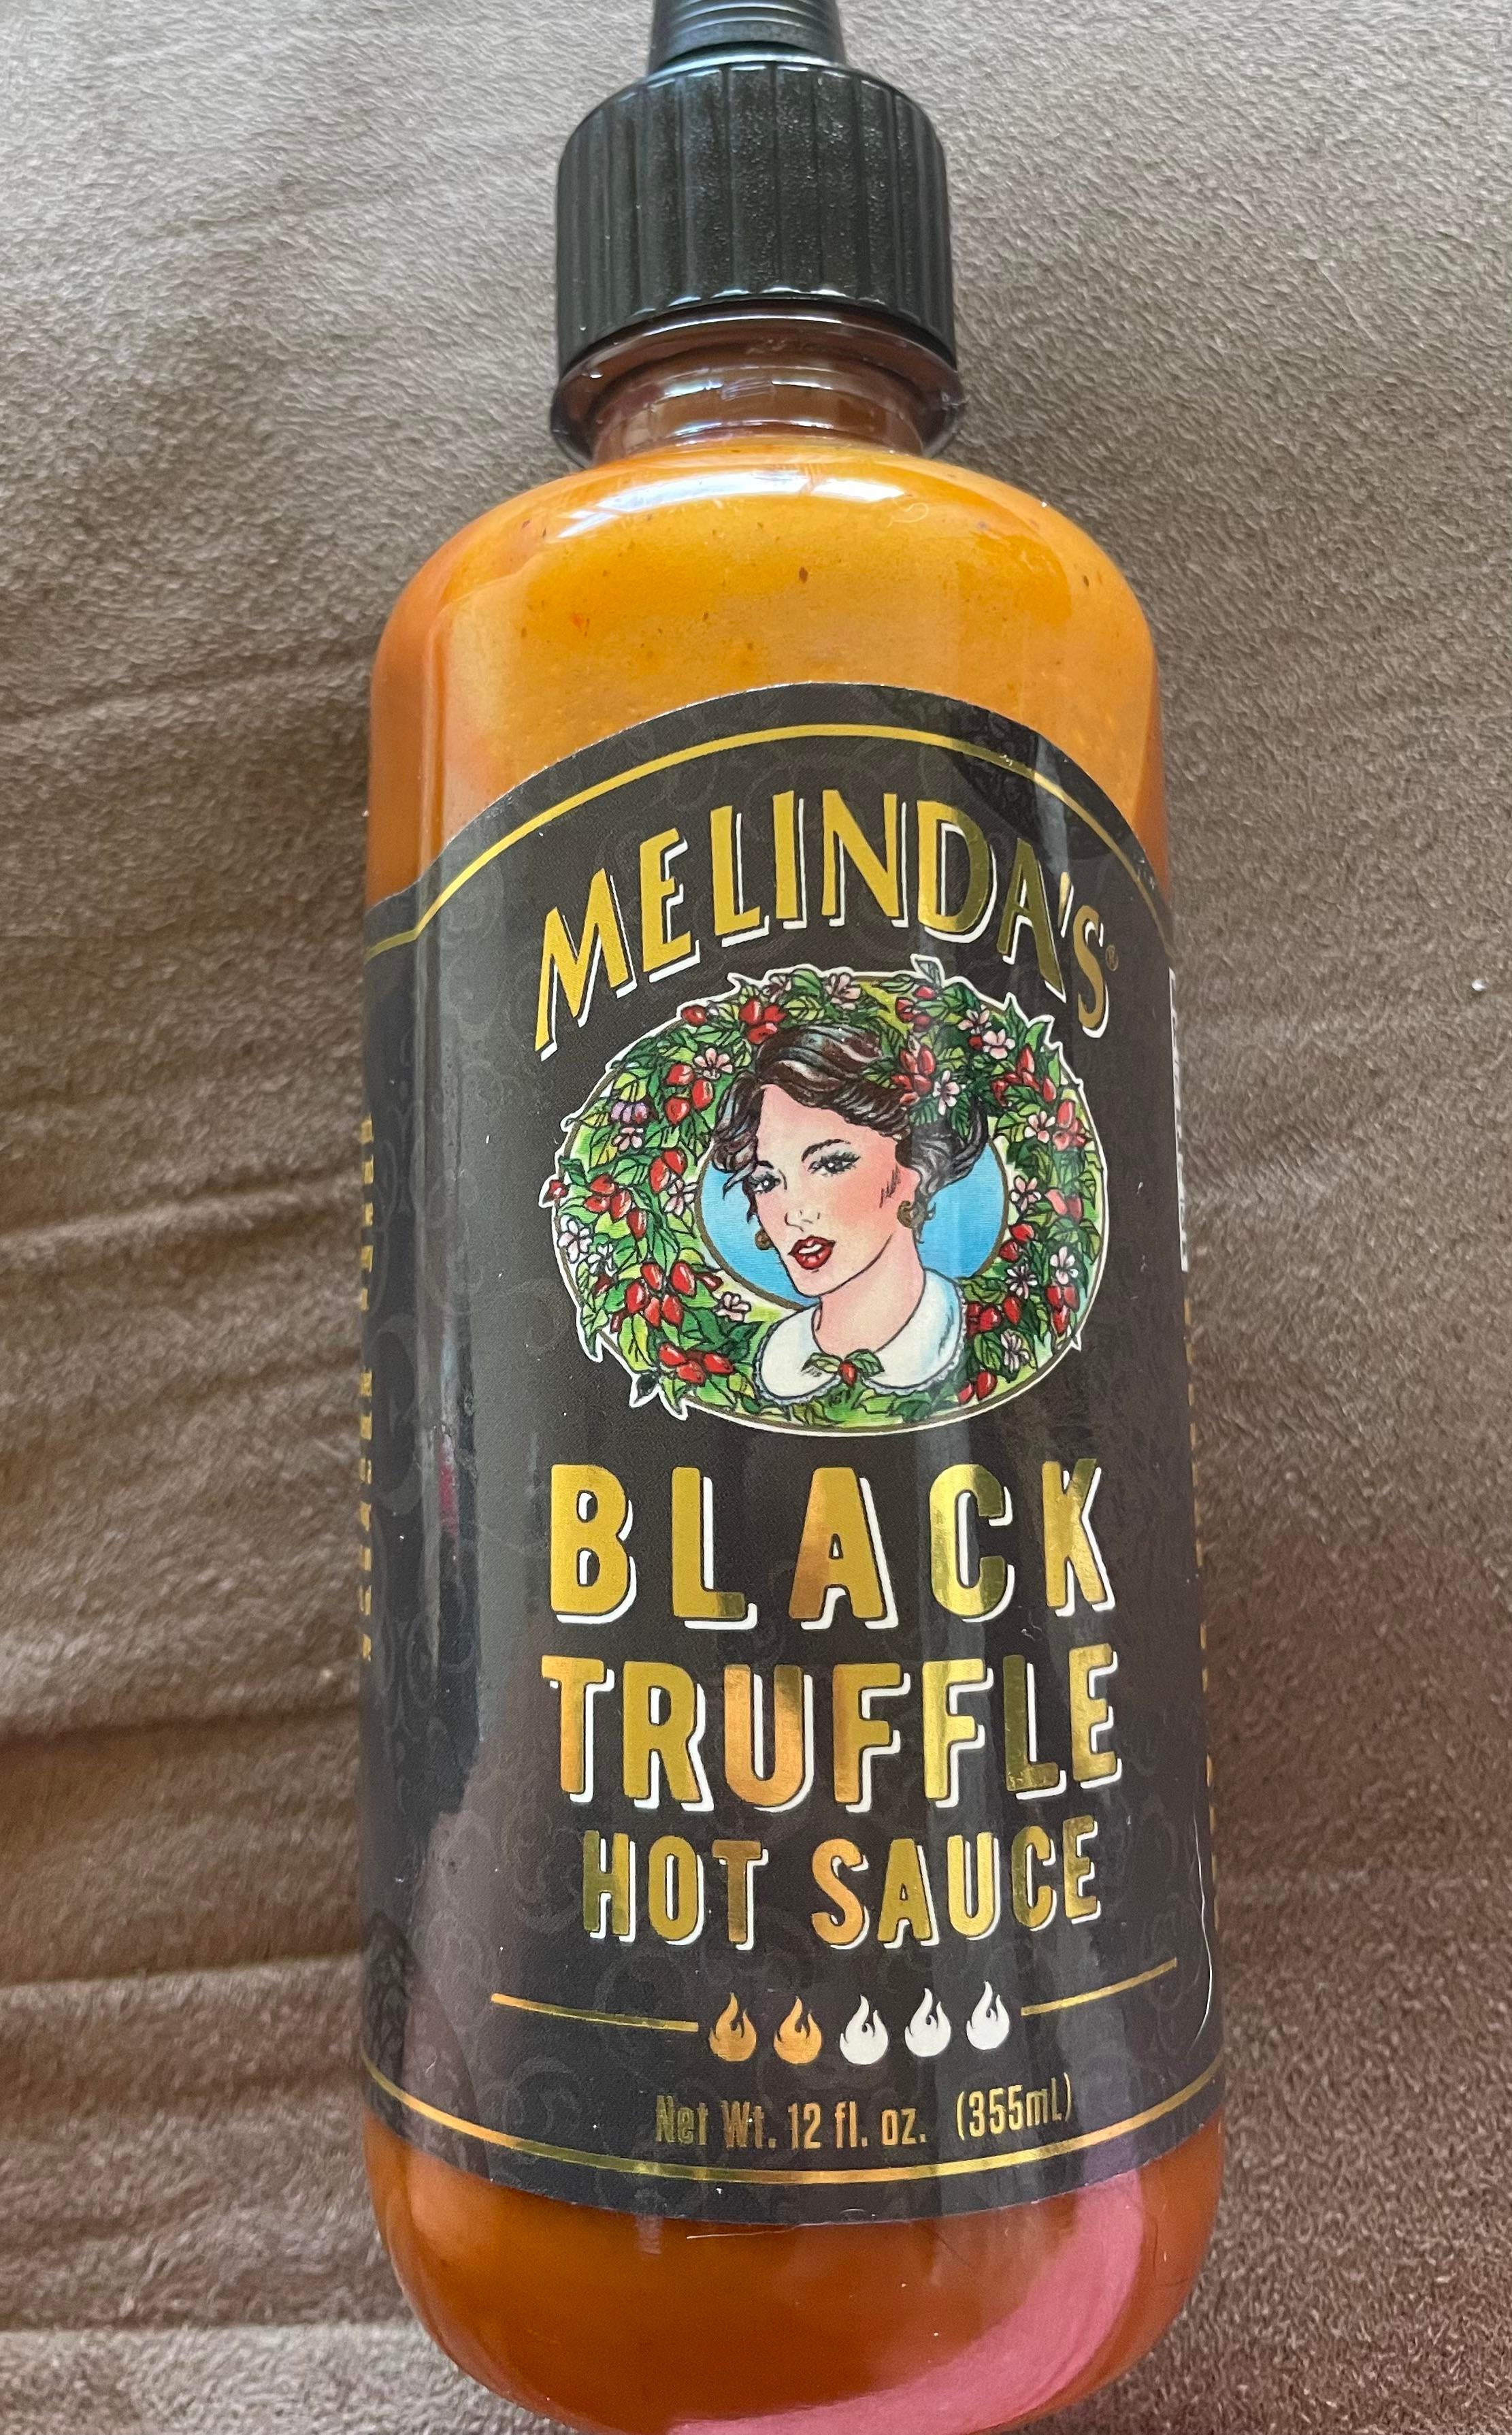 MELINDA'S®
BLACK
TRUFFLE
HOT SAUCE
Net Wt. 12 fl. oz. (355mL)